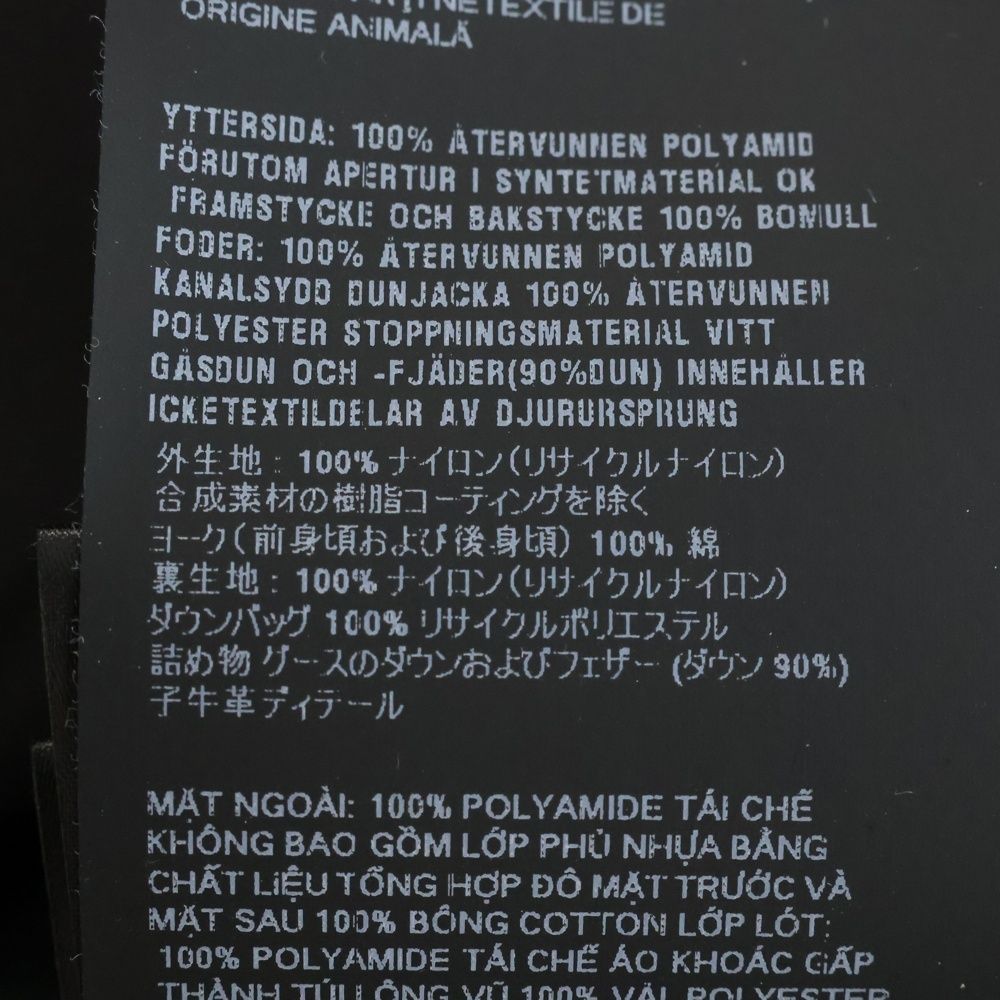 NETEXTILE DE
ORIGINE ANIMALĂ
YTTERSIDA: 100% ÅTERVUNNEN POLYAMID
FÖRUTOM APERTUR I SYNTETMATERIAL OK
FRAMSTYCKE OCH BAKSTYCKE 100% BOMULL
FODER: 100% ÅTERVUNNEN POLYAMID
KANALSYDD DUNJACKA 100% ÅTERVUNNEN
POLYESTER STOPPNINGSMATERIAL VITT
GÅSDUN OCH -FJÄDER(90%DUN) INNEHÅLLER
ICKETEXTILDELAR AV DJURURSPRUNG
外生地: 100% ナイロン(リサイクルナイロン)
合成素材の樹脂コーティングを除く
ヨーク(前身頃および後身頃) 100% 綿
裏生地: 100% ナイロン(リサイクルナイロン)
ダウンバッグ 100% リサイクルポリエステル
詰め物 グースのダウンおよびフェザー (ダウン 90%)
子牛革ディテール
MẶT NGOÀI: 100% POLYAMIDE TÁI CHẾ
KHÔNG BAO GỒM LỚP PHỦ NHỰA BẰNG
CHẤT LIỆU TỔNG HỢP ĐÔ MẶT TRƯỚC VÀ
MẶT SAU 100% BÔNG COTTON LỚP LÓT:
100% POLYAMIDE TÁI CHẾ ÁO KHOÁC GẤP
THÀNH TÚI LÔNG VŨ 100% VẢI POLYESTER